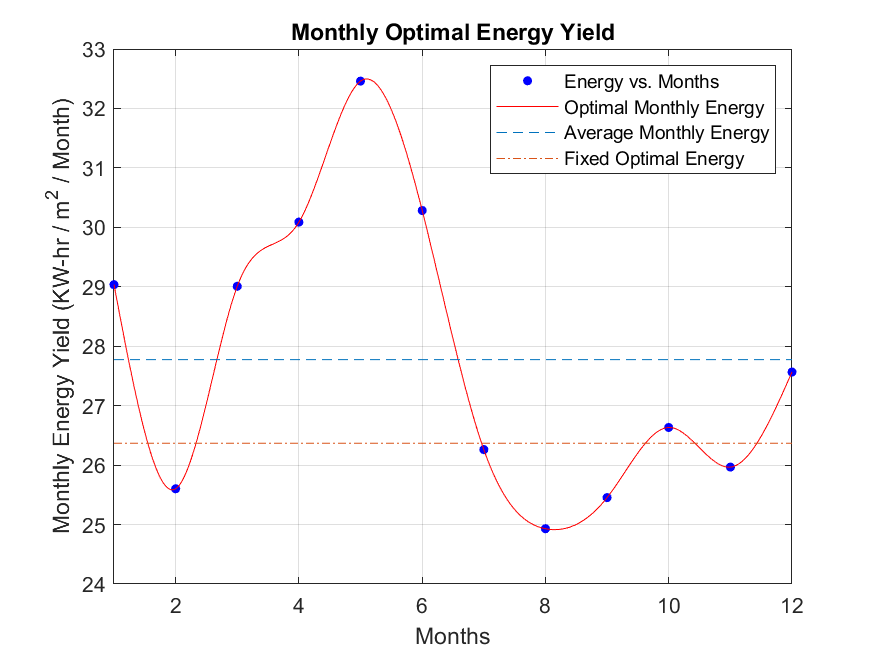 Monthly Optimal Energy Yield
33
32
31
30
29
28
27
26
25
24
Monthly Energy Yield (KW-hr / m² / Month)
Energy vs. Months
Optimal Monthly Energy
Average Monthly Energy
Fixed Optimal Energy
2 4 6 8 10 12
Months